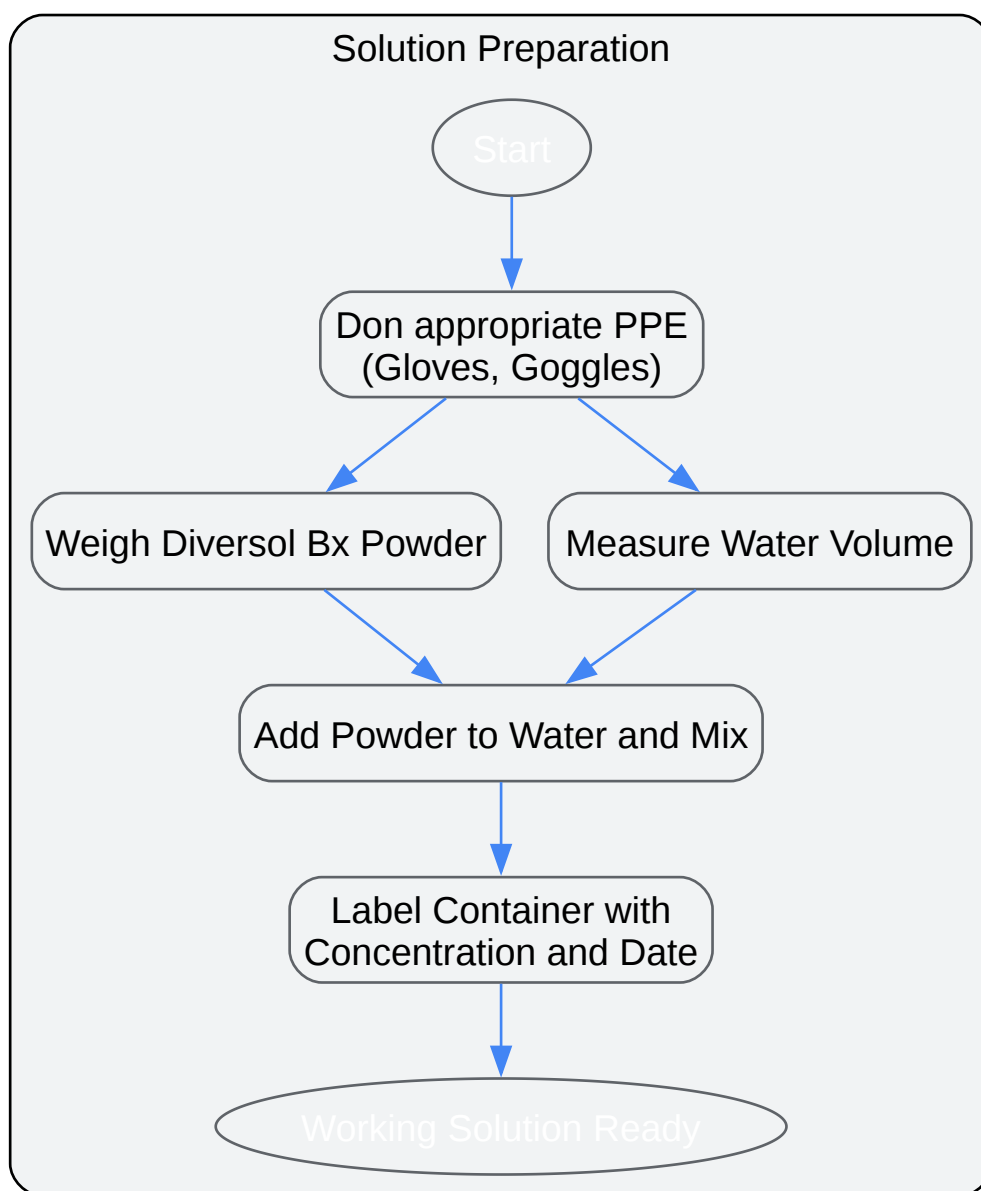 Solution Preparation
Start
Don appropriate PPE
(Gloves, Goggles)
Weigh Diversol Bx Powder
Measure Water Volume
Add Powder to Water and Mix
Label Container with
Concentration and Date
Working Solution Ready